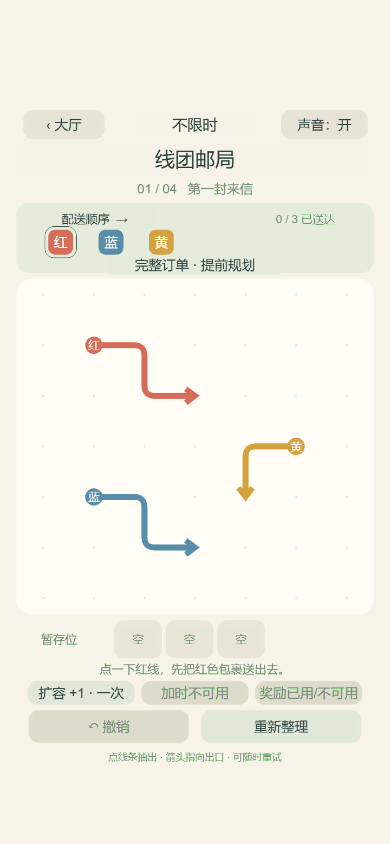 ‹ 大厅
不限时
声音：开
线团邮局
01 / 04 第一封来信
配送顺序 →
0 / 3 已送达
红 蓝 黄
完整订单 · 提前规划
红
黄
蓝
暂存位 空 空 空
点一下红线，先把红色包裹送出去。
扩容 +1 · 一次 加时不可用 奖励已用/不可用
↶ 撤销 重新整理
点线条抽出 · 箭头指向出口 · 可随时重试